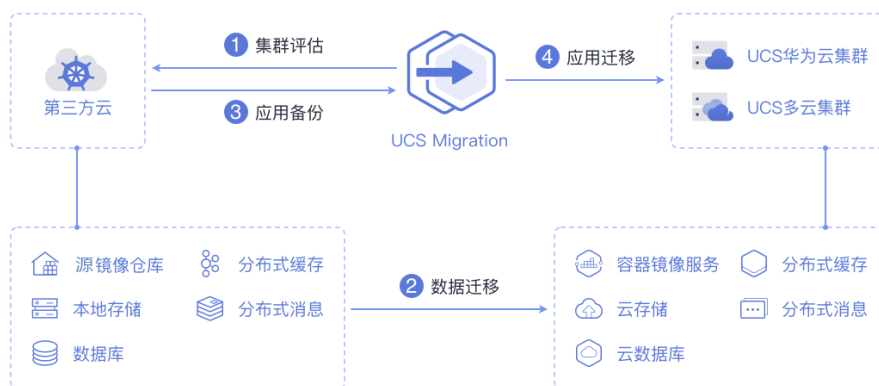 1 集群评估
4 应用迁移
第三方云
3 应用备份
UCS Migration
UCS华为云集群
UCS多云集群
源镜像仓库
分布式缓存
本地存储
分布式消息
数据库
2 数据迁移
容器镜像服务
分布式缓存
云存储
分布式消息
云数据库